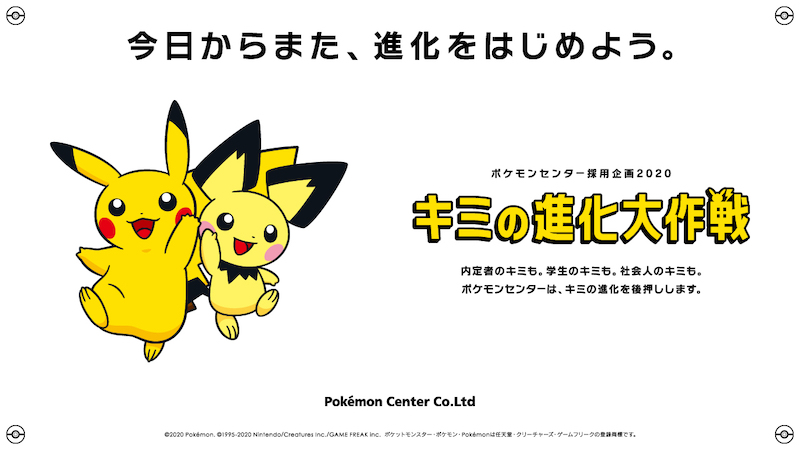 今日からまた、進化をはじめよう。
ポケモンセンター採用企画2020
キミの進化大作戦
内定者のキミも。学生のキミも。社会人のキミも。
ポケモンセンターは、キミの進化を後押しします。
Pokémon Center Co.Ltd
©2020 Pokémon. ©1995-2020 Nintendo/Creatures Inc./GAME FREAK inc. ポケットモンスター・ポケモン・Pokémonは任天堂・クリーチャーズ・ゲームフリークの登録商標です。